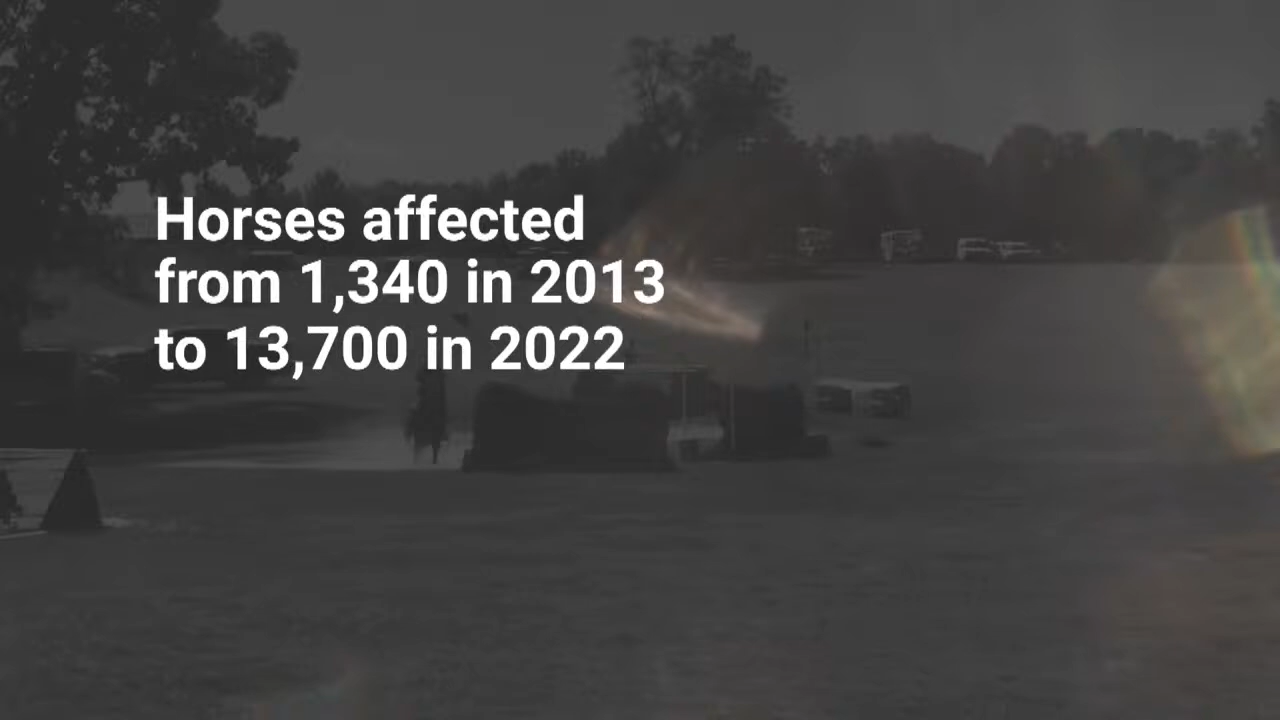 Horses affected
from 1,340 in 2013
to 13,700 in 2022